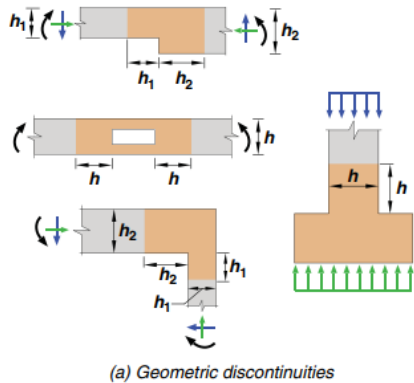 h₁
h₂
h₁
h₂
h
h
h
h₂
h₂
h₁
h₁
h
h
(a) Geometric discontinuities